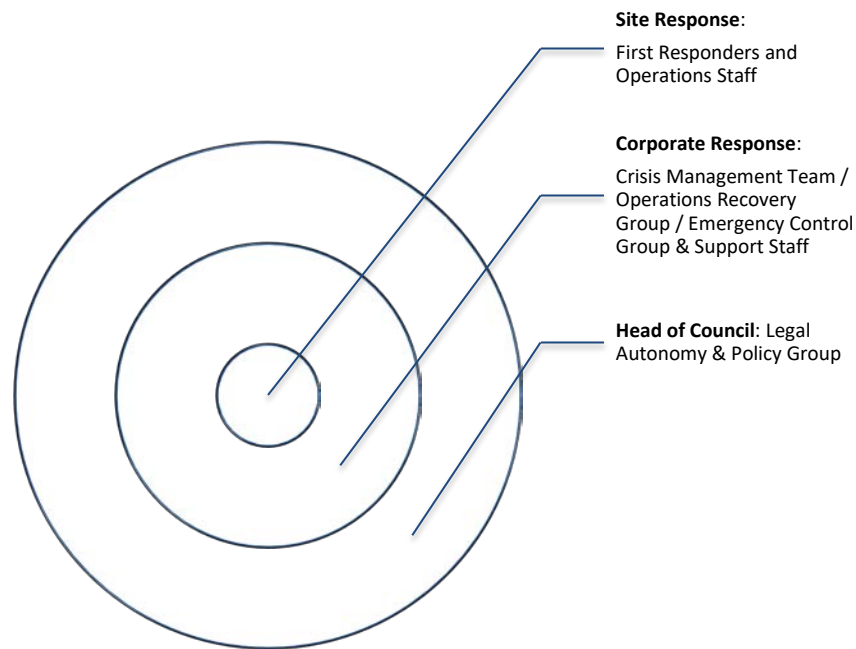 Site Response:
First Responders and
Operations Staff
Corporate Response:
Crisis Management Team /
Operations Recovery
Group / Emergency Control
Group & Support Staff
Head of Council: Legal
Autonomy & Policy Group